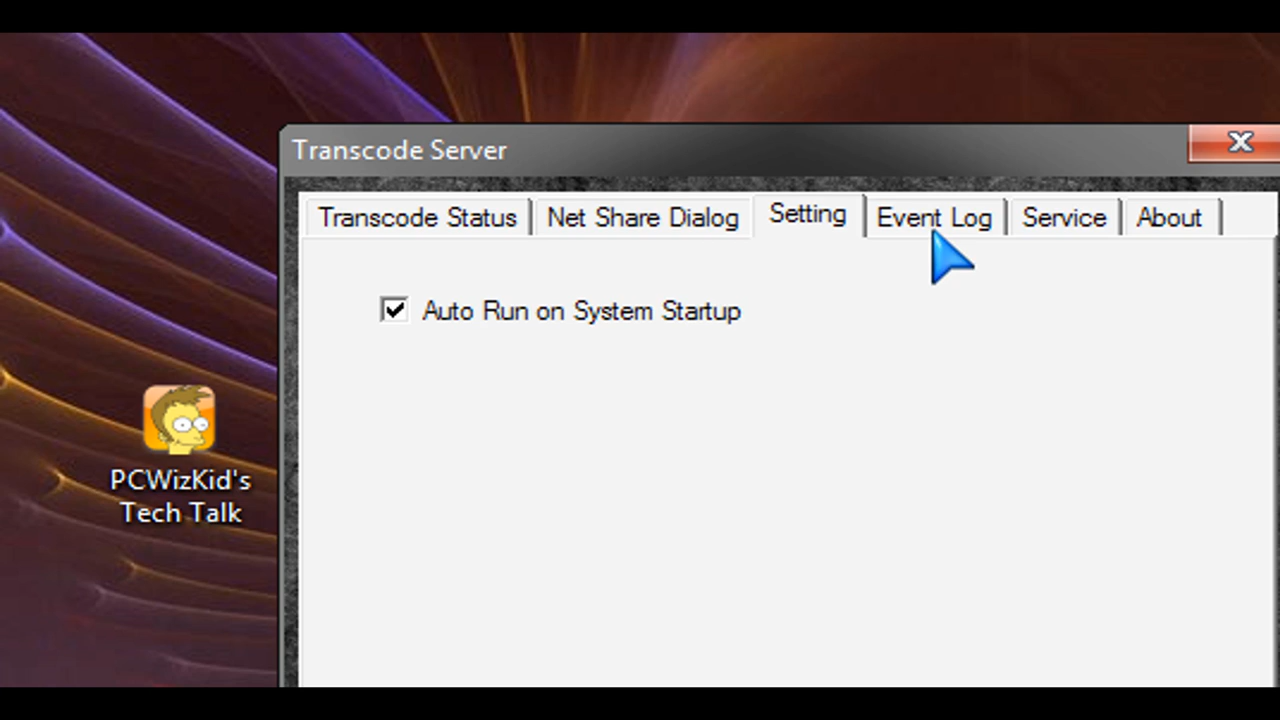 Transcode Server
Transcode Status
Net Share Dialog
Setting
Event Log
Service
About
Auto Run on System Startup
PCWizKid's
Tech Talk